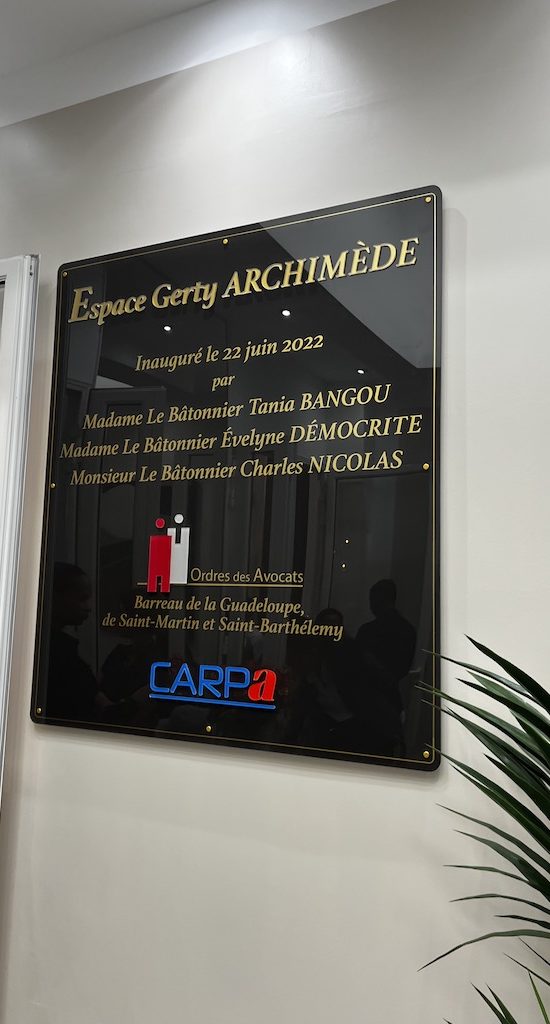 Espace Gerty ARCHIMÈDE
Inauguré le 22 juin 2022
par
Madame Le Bâtonnier Tania BANGOU
Madame Le Bâtonnier Évelyne DÉMOCRITE
Monsieur Le Bâtonnier Charles NICOLAS
Ordres des Avocats
Barreau de la Guadeloupe,
de Saint-Martin et Saint-Barthélemy
CARPa